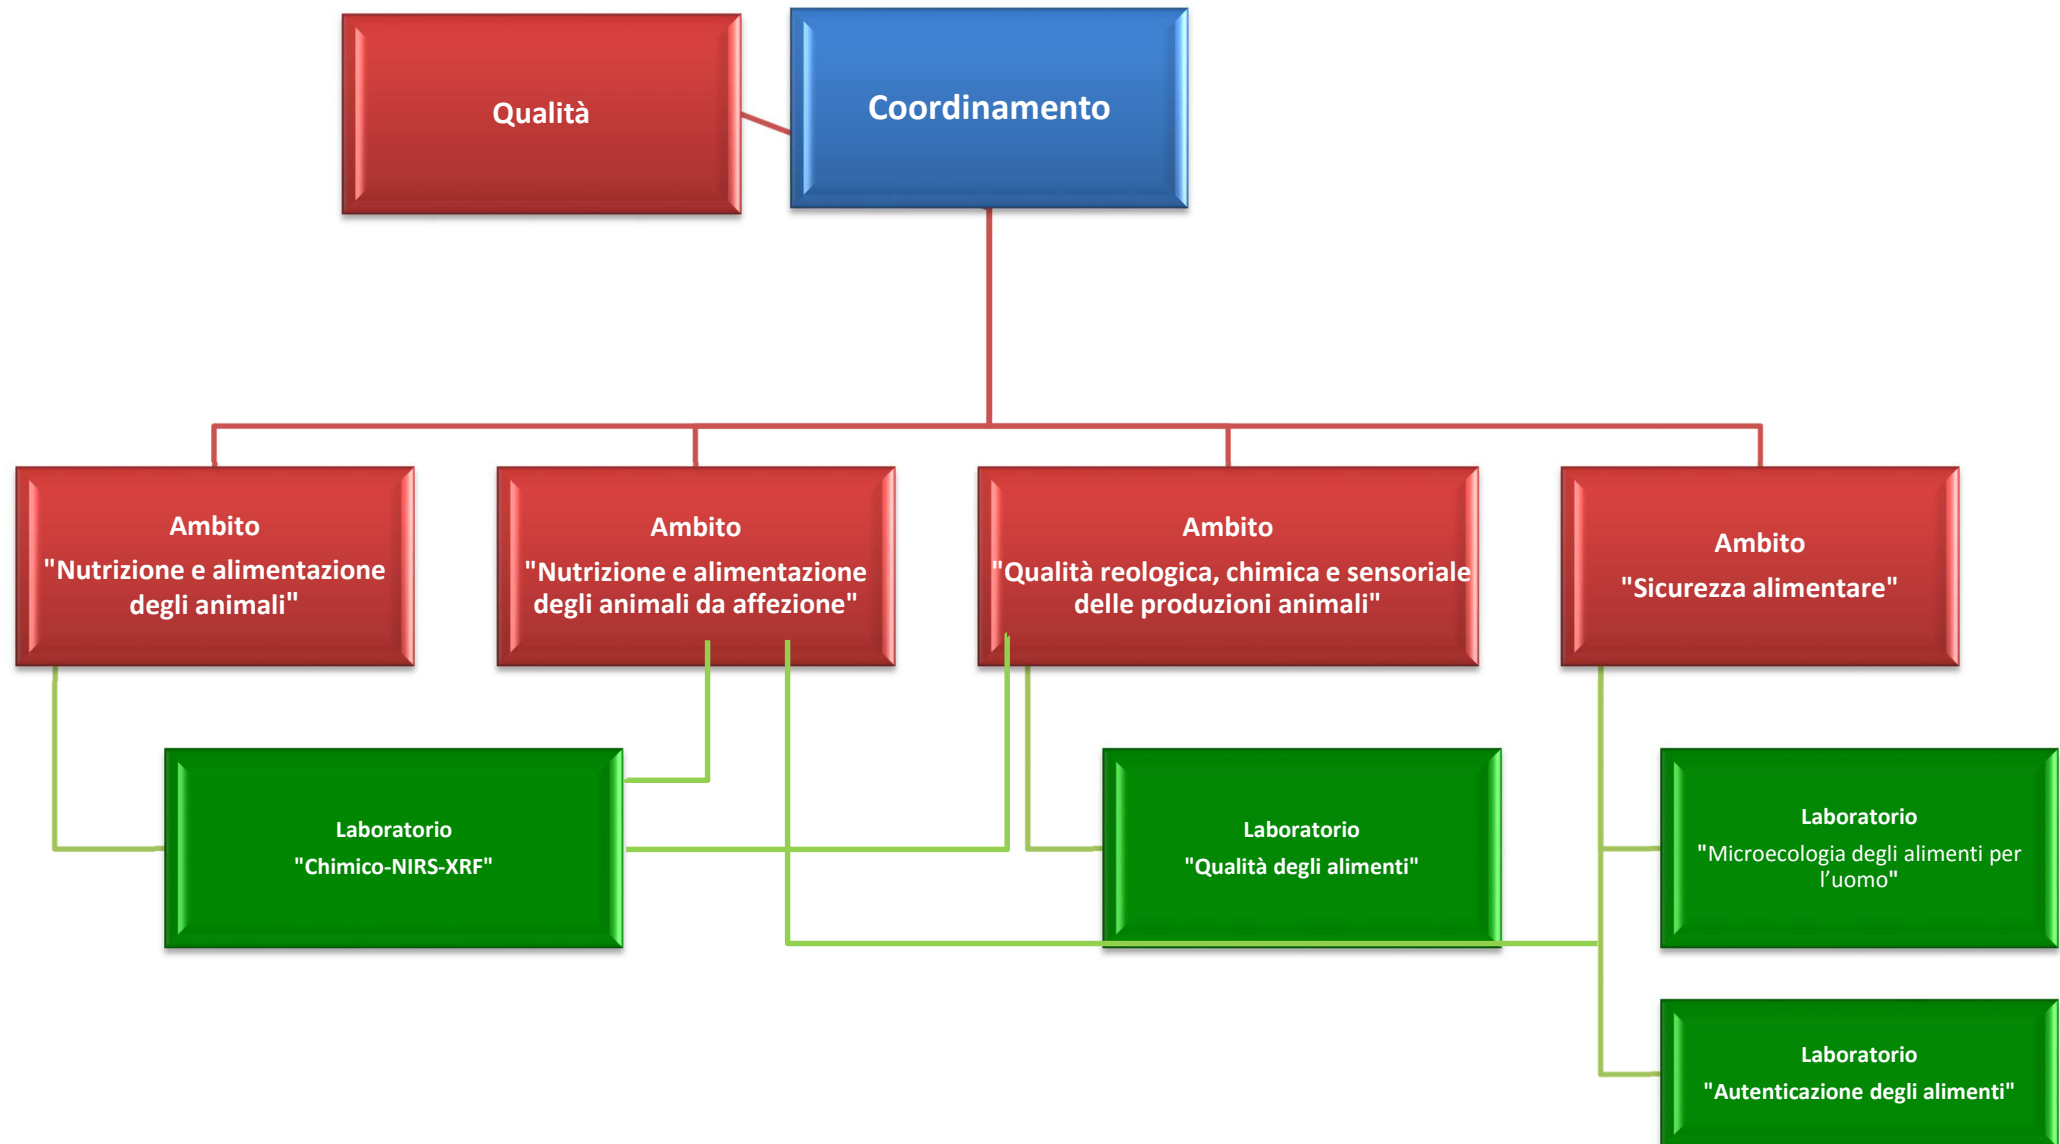 Qualità
Coordinamento
Ambito
"Nutrizione e alimentazione
degli animali"
Ambito
"Nutrizione e alimentazione
degli animali da affezione"
Ambito
"Qualità reologica, chimica e sensoriale
delle produzioni animali"
Ambito
"Sicurezza alimentare"
Laboratorio
"Chimico-NIRS-XRF"
Laboratorio
"Qualità degli alimenti"
Laboratorio
"Microecologia degli alimenti per
l’uomo"
Laboratorio
"Autenticazione degli alimenti"